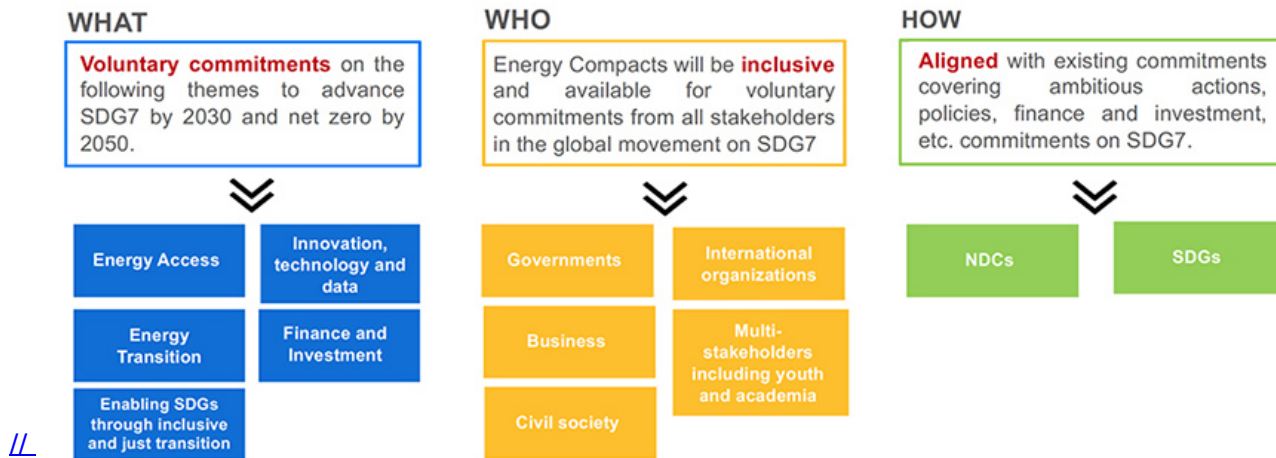 WHAT
Voluntary commitments on the
following themes to advance
SDG7 by 2030 and net zero by
2050.
Energy Access
Innovation,
technology and
data
Energy
Transition
Finance and
Investment
Enabling SDGs
through inclusive
and just transition
WHO
Energy Compacts will be inclusive
and available for voluntary
commitments from all stakeholders
in the global movement on SDG7
Governments
International
organizations
Business
Multi-
stakeholders
including youth
and academia
Civil society
HOW
Aligned with existing commitments
covering ambitious actions,
policies, finance and investment,
etc. commitments on SDG7.
NDCs
SDGs
//